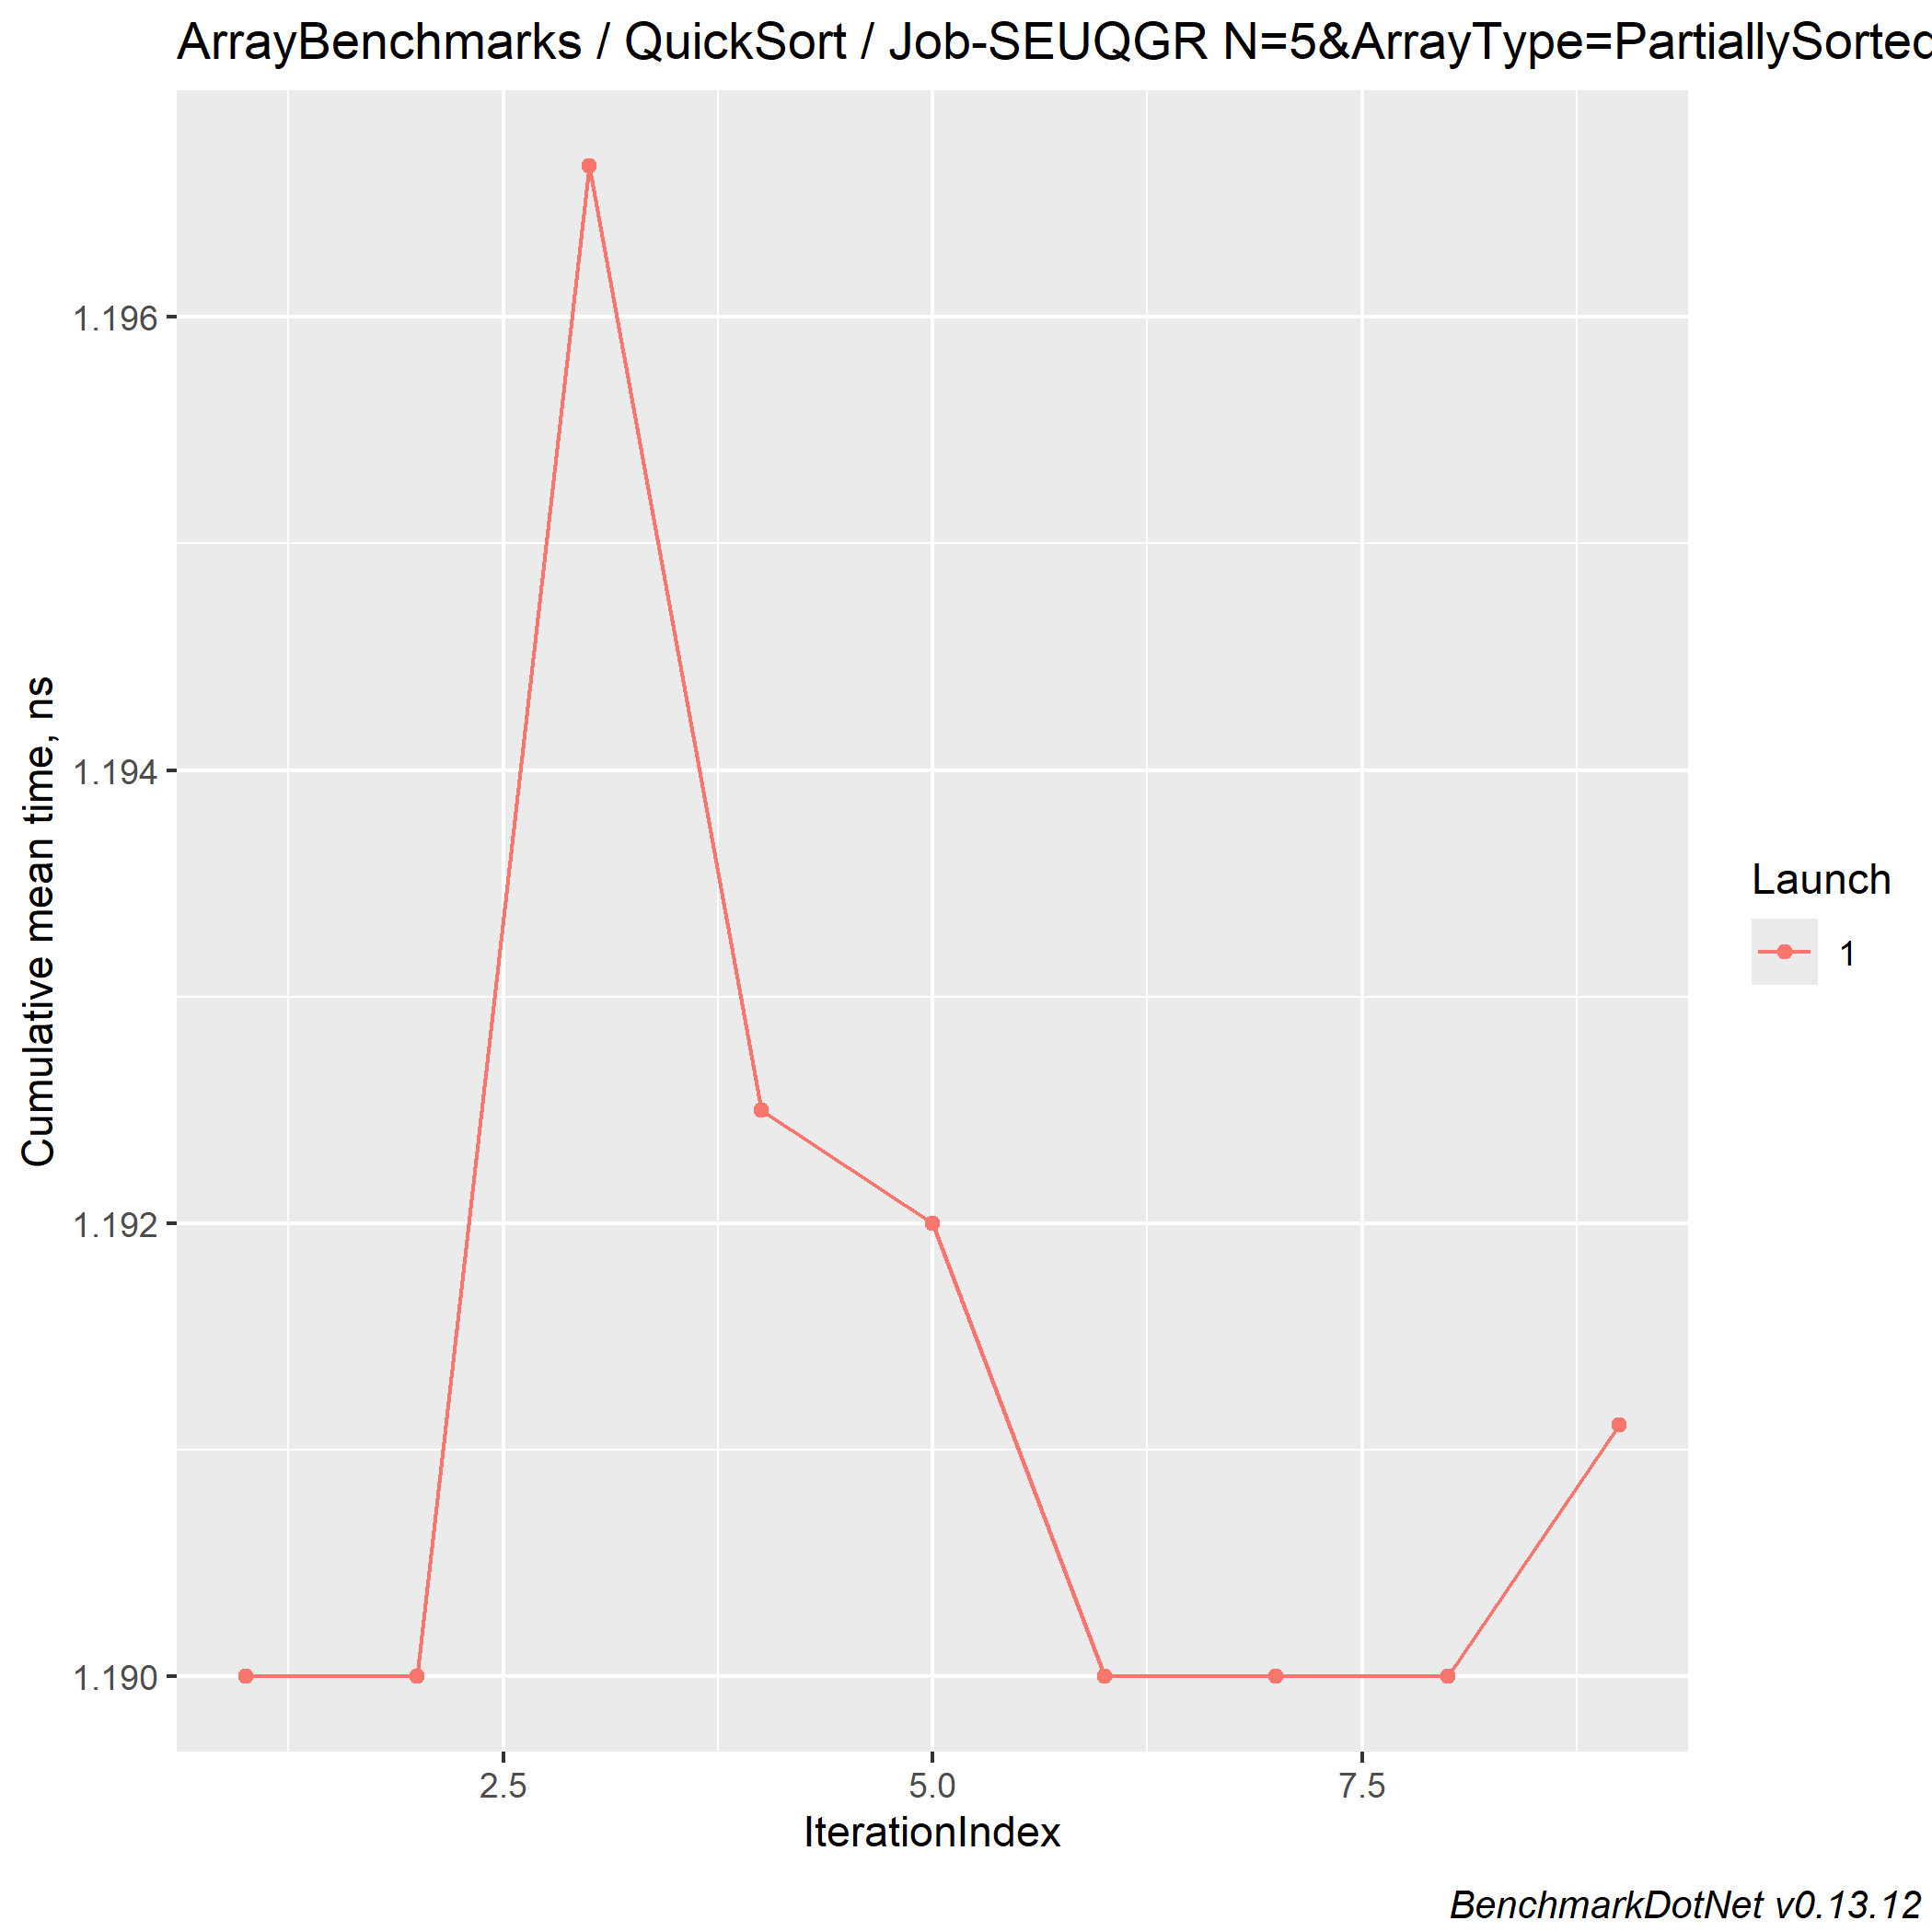 ArrayBenchmarks / QuickSort / Job-SEUQGR N=5&ArrayType=PartiallySorted
Cumulative mean time, ns
1.196
1.194
1.192
1.190
2.5 5.0 7.5
IterationIndex
Launch
1
BenchmarkDotNet v0.13.12